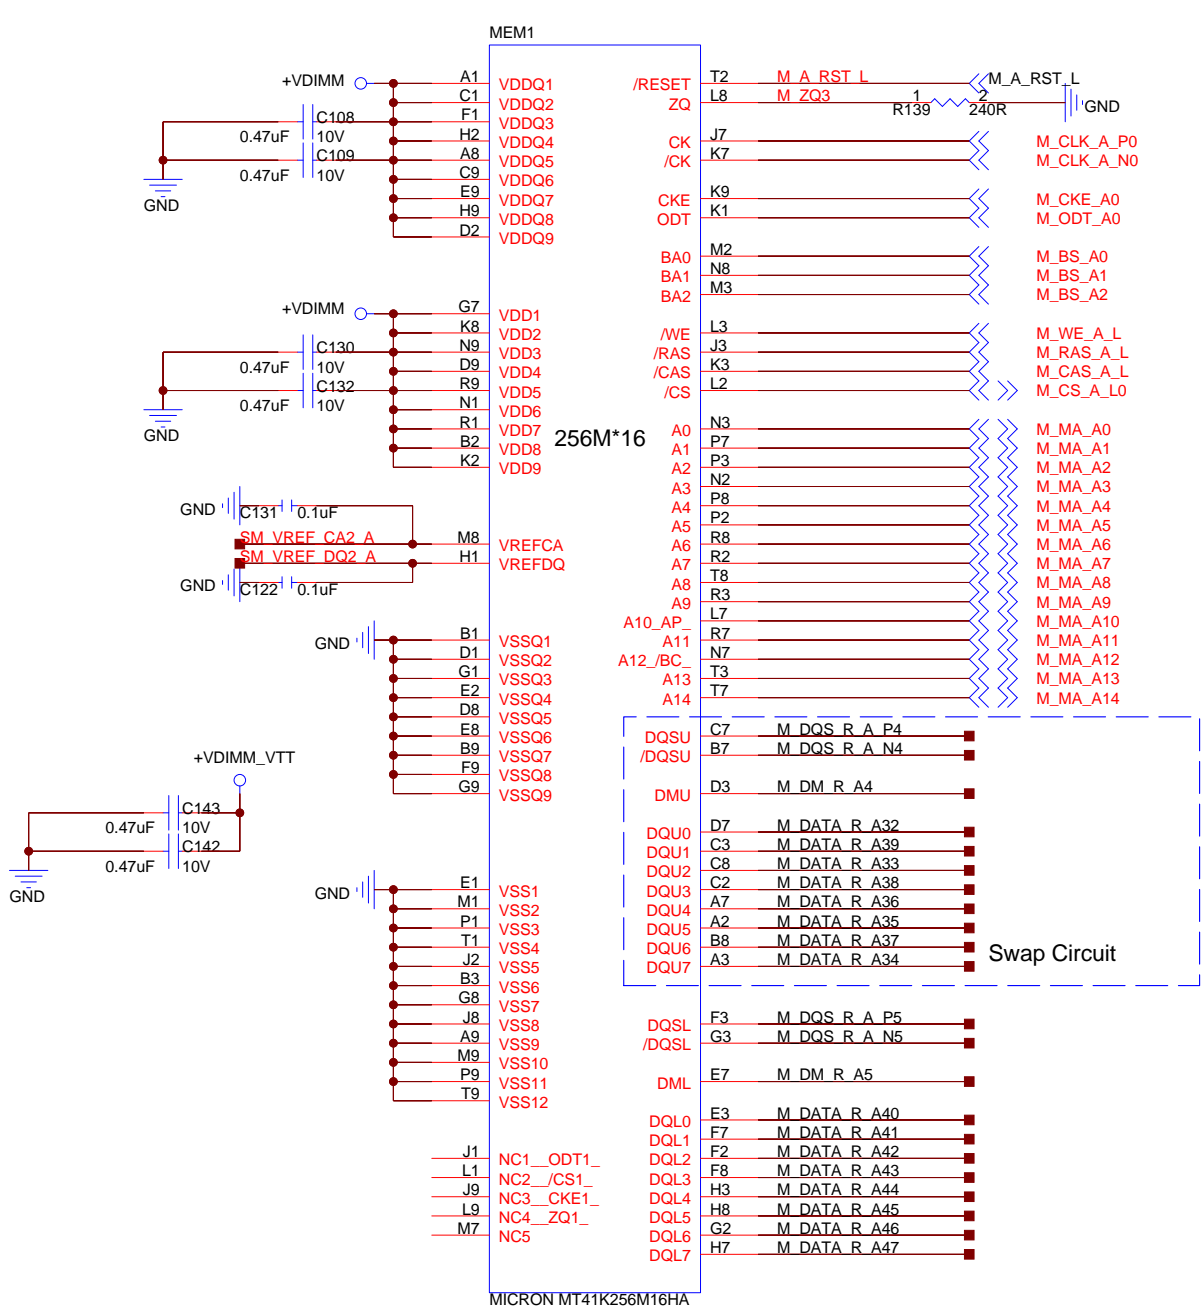 MEM1
+VDIMM
A1 VDDQ1
C1 VDDQ2
F1 VDDQ3
H2 VDDQ4
A8 VDDQ5
C9 VDDQ6
E9 VDDQ7
H9 VDDQ8
D2 VDDQ9
C108
0.47uF 10V
C109
0.47uF 10V
GND
+VDIMM
G7 VDD1
K8 VDD2
N9 VDD3
D9 VDD4
R9 VDD5
N1 VDD6
R1 VDD7
B2 VDD8
K2 VDD9
C130
0.47uF 10V
C132
0.47uF 10V
GND
256M*16
GND C131 0.1uF
SM_VREF_CA2_A M8 VREFCA
SM_VREF_DQ2_A H1 VREFDQ
GND C122 0.1uF
GND
B1 VSSQ1
D1 VSSQ2
G1 VSSQ3
E2 VSSQ4
D8 VSSQ5
E8 VSSQ6
B9 VSSQ7
F9 VSSQ8
G9 VSSQ9
+VDIMM_VTT
C143
0.47uF 10V
C142
0.47uF 10V
GND
GND
E1 VSS1
M1 VSS2
P1 VSS3
T1 VSS4
J2 VSS5
B3 VSS6
G8 VSS7
J8 VSS8
A9 VSS9
M9 VSS10
P9 VSS11
T9 VSS12
J1 NC1__ODT1_
L1 NC2__/CS1_
J9 NC3__CKE1_
L9 NC4__ZQ1_
M7 NC5
/RESET T2 M_A_RST_L M_A_RST_L
ZQ L8 M_ZQ3 1 2 GND
R139 240R
CK J7 M_CLK_A_P0
/CK K7 M_CLK_A_N0
CKE K9 M_CKE_A0
ODT K1 M_ODT_A0
BA0 M2 M_BS_A0
BA1 N8 M_BS_A1
BA2 M3 M_BS_A2
/WE L3 M_WE_A_L
/RAS J3 M_RAS_A_L
/CAS K3 M_CAS_A_L
/CS L2 M_CS_A_L0
A0 N3 M_MA_A0
A1 P7 M_MA_A1
A2 P3 M_MA_A2
A3 N2 M_MA_A3
A4 P8 M_MA_A4
A5 P2 M_MA_A5
A6 R8 M_MA_A6
A7 R2 M_MA_A7
A8 T8 M_MA_A8
A9 R3 M_MA_A9
A10_AP_ L7 M_MA_A10
A11 R7 M_MA_A11
A12_/BC_ N7 M_MA_A12
A13 T3 M_MA_A13
A14 T7 M_MA_A14
DQSU C7 M_DQS_R_A_P4
/DQSU B7 M_DQS_R_A_N4
DMU D3 M_DM_R_A4
DQU0 D7 M_DATA_R_A32
DQU1 C3 M_DATA_R_A39
DQU2 C8 M_DATA_R_A33
DQU3 C2 M_DATA_R_A38
DQU4 A7 M_DATA_R_A36
DQU5 A2 M_DATA_R_A35
DQU6 B8 M_DATA_R_A37
DQU7 A3 M_DATA_R_A34
Swap Circuit
DQSL F3 M_DQS_R_A_P5
/DQSL G3 M_DQS_R_A_N5
DML E7 M_DM_R_A5
DQL0 E3 M_DATA_R_A40
DQL1 F7 M_DATA_R_A41
DQL2 F2 M_DATA_R_A42
DQL3 F8 M_DATA_R_A43
DQL4 H3 M_DATA_R_A44
DQL5 H8 M_DATA_R_A45
DQL6 G2 M_DATA_R_A46
DQL7 H7 M_DATA_R_A47
MICRON MT41K256M16HA